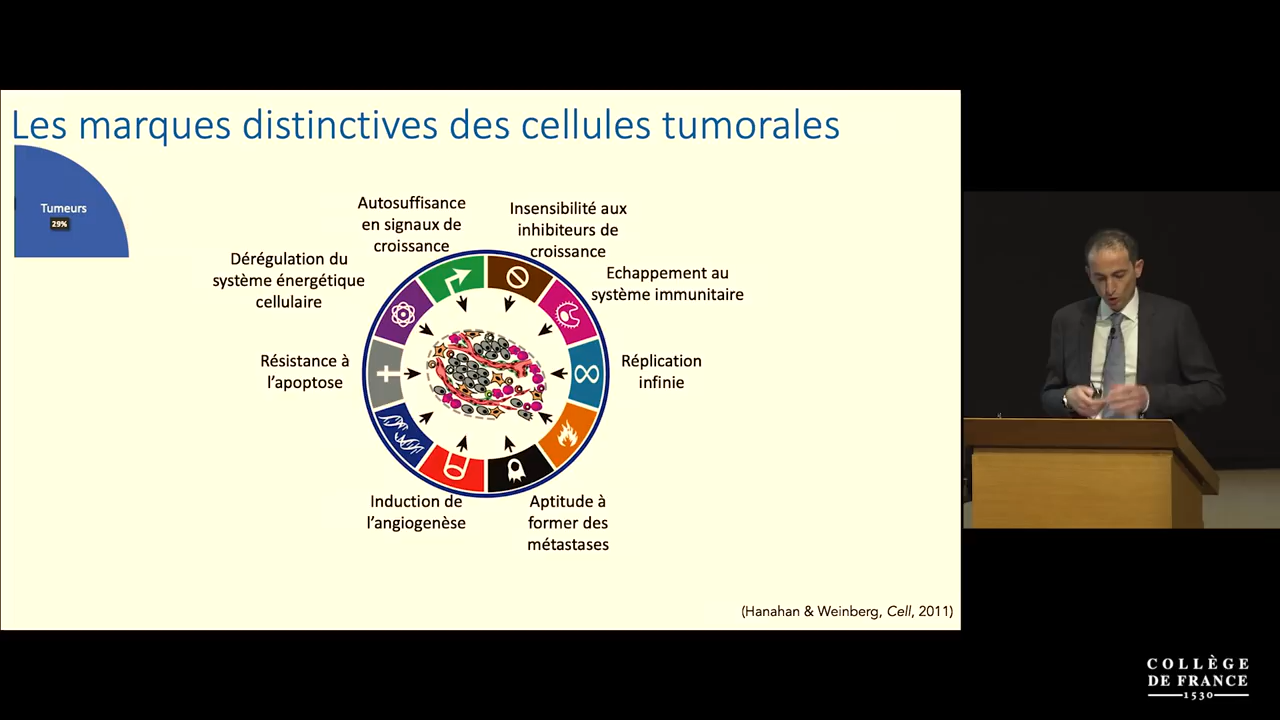 Les marques distinctives des cellules tumorales
Tumeurs
29%
Autosuffisance
en signaux de
croissance
Insensibilité aux
inhibiteurs de
croissance
Dérégulation du
système énergétique
cellulaire
Echappement au
système immunitaire
Résistance à
l'apoptose
Réplication
infinie
Induction de
l'angiogenèse
Aptitude à
former des
métastases
(Hanahan & Weinberg, Cell, 2011)
COLLÈGE
DE FRANCE
1530